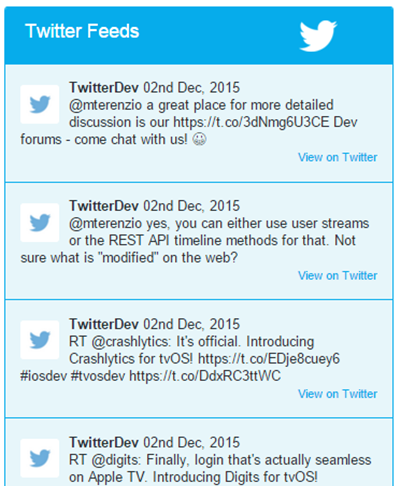 Twitter Feeds
TwitterDev 02nd Dec, 2015
@mterenzio a great place for more detailed
discussion is our https://t.co/3dNmg6U3CE Dev
forums - come chat with us! 😀
View on Twitter
TwitterDev 02nd Dec, 2015
@mterenzio yes, you can either use user streams
or the REST API timeline methods for that. Not
sure what is "modified" on the web?
View on Twitter
TwitterDev 02nd Dec, 2015
RT @crashlytics: It's official. Introducing
Crashlytics for tvOS! https://t.co/EDje8cuey6
#iosdev #tvosdev https://t.co/DdxRC3ttWC
View on Twitter
TwitterDev 02nd Dec, 2015
RT @digits: Finally, login that's actually seamless
on Apple TV. Introducing Digits for tvOS!